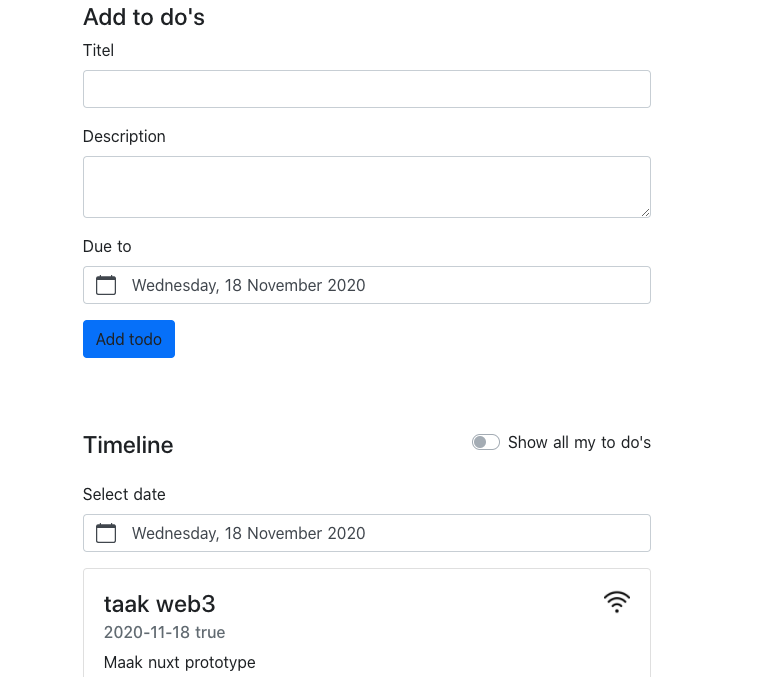 Add to do's
Titel
Description
Due to
Wednesday, 18 November 2020
Add todo
Timeline
Show all my to do's
Select date
Wednesday, 18 November 2020
taak web3
2020-11-18 true
Maak nuxt prototype